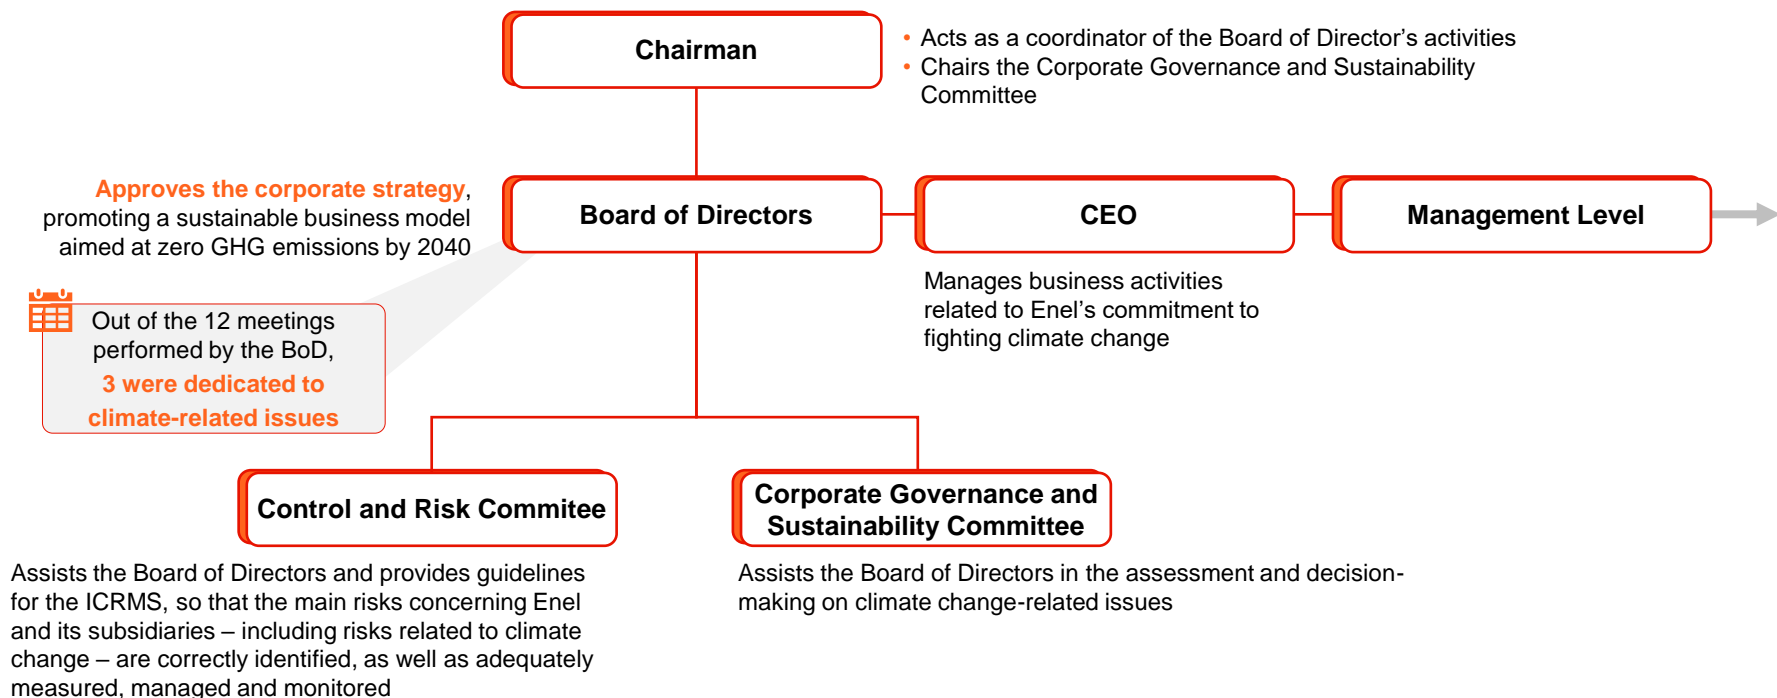 Chairman
• Acts as a coordinator of the Board of Director’s activities
• Chairs the Corporate Governance and Sustainability
Committee
Approves the corporate strategy,
promoting a sustainable business model
aimed at zero GHG emissions by 2040
Board of Directors
CEO
Management Level
Manages business activities
related to Enel’s commitment to
fighting climate change
Out of the 12 meetings
performed by the BoD,
3 were dedicated to
climate-related issues
Control and Risk Commitee
Corporate Governance and
Sustainability Committee
Assists the Board of Directors and provides guidelines
for the ICRMS, so that the main risks concerning Enel
and its subsidiaries – including risks related to climate
change – are correctly identified, as well as adequately
measured, managed and monitored
Assists the Board of Directors in the assessment and decision-
making on climate change-related issues